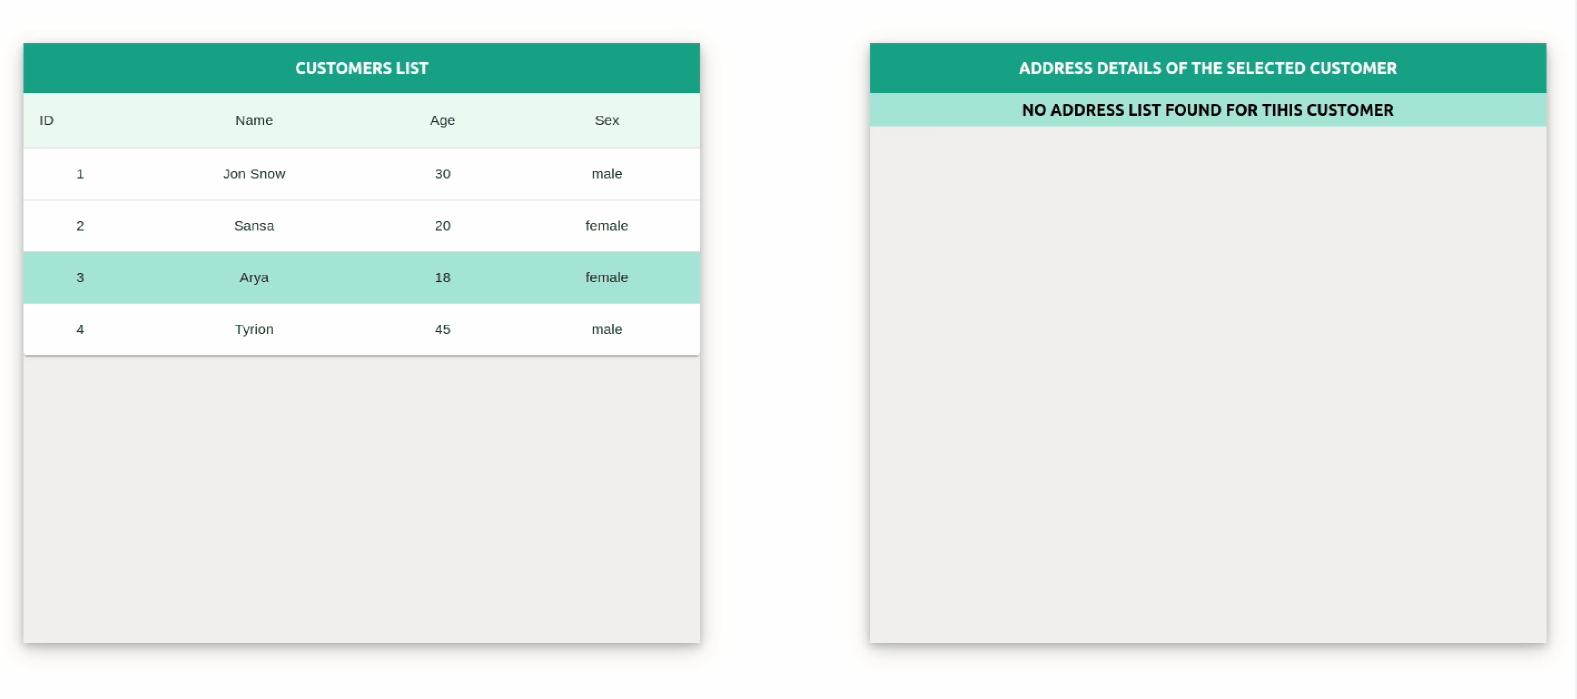 CUSTOMERS LIST
ID Name Age Sex
1 Jon Snow 30 male
2 Sansa 20 female
3 Arya 18 female
4 Tyrion 45 male
ADDRESS DETAILS OF THE SELECTED CUSTOMER
NO ADDRESS LIST FOUND FOR TIHIS CUSTOMER